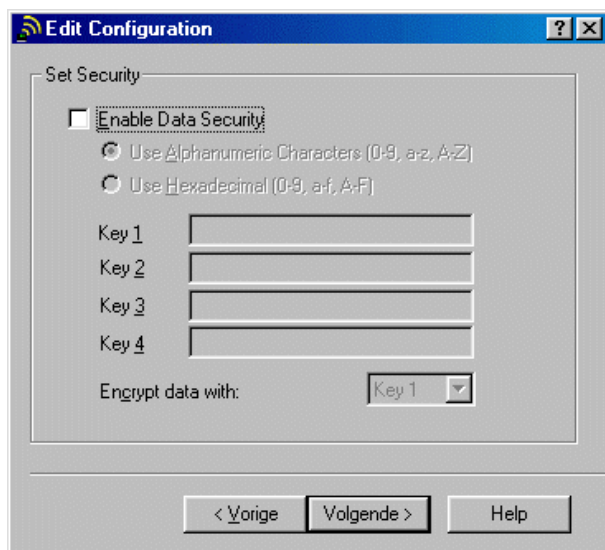 Edit Configuration
Set Security
Enable Data Security
Use Alphanumeric Characters (0-9, a-z, A-Z)
Use Hexadecimal (0-9, a-f, A-F)
Key 1
Key 2
Key 3
Key 4
Encrypt data with: Key 1
< Vorige Volgende > Help